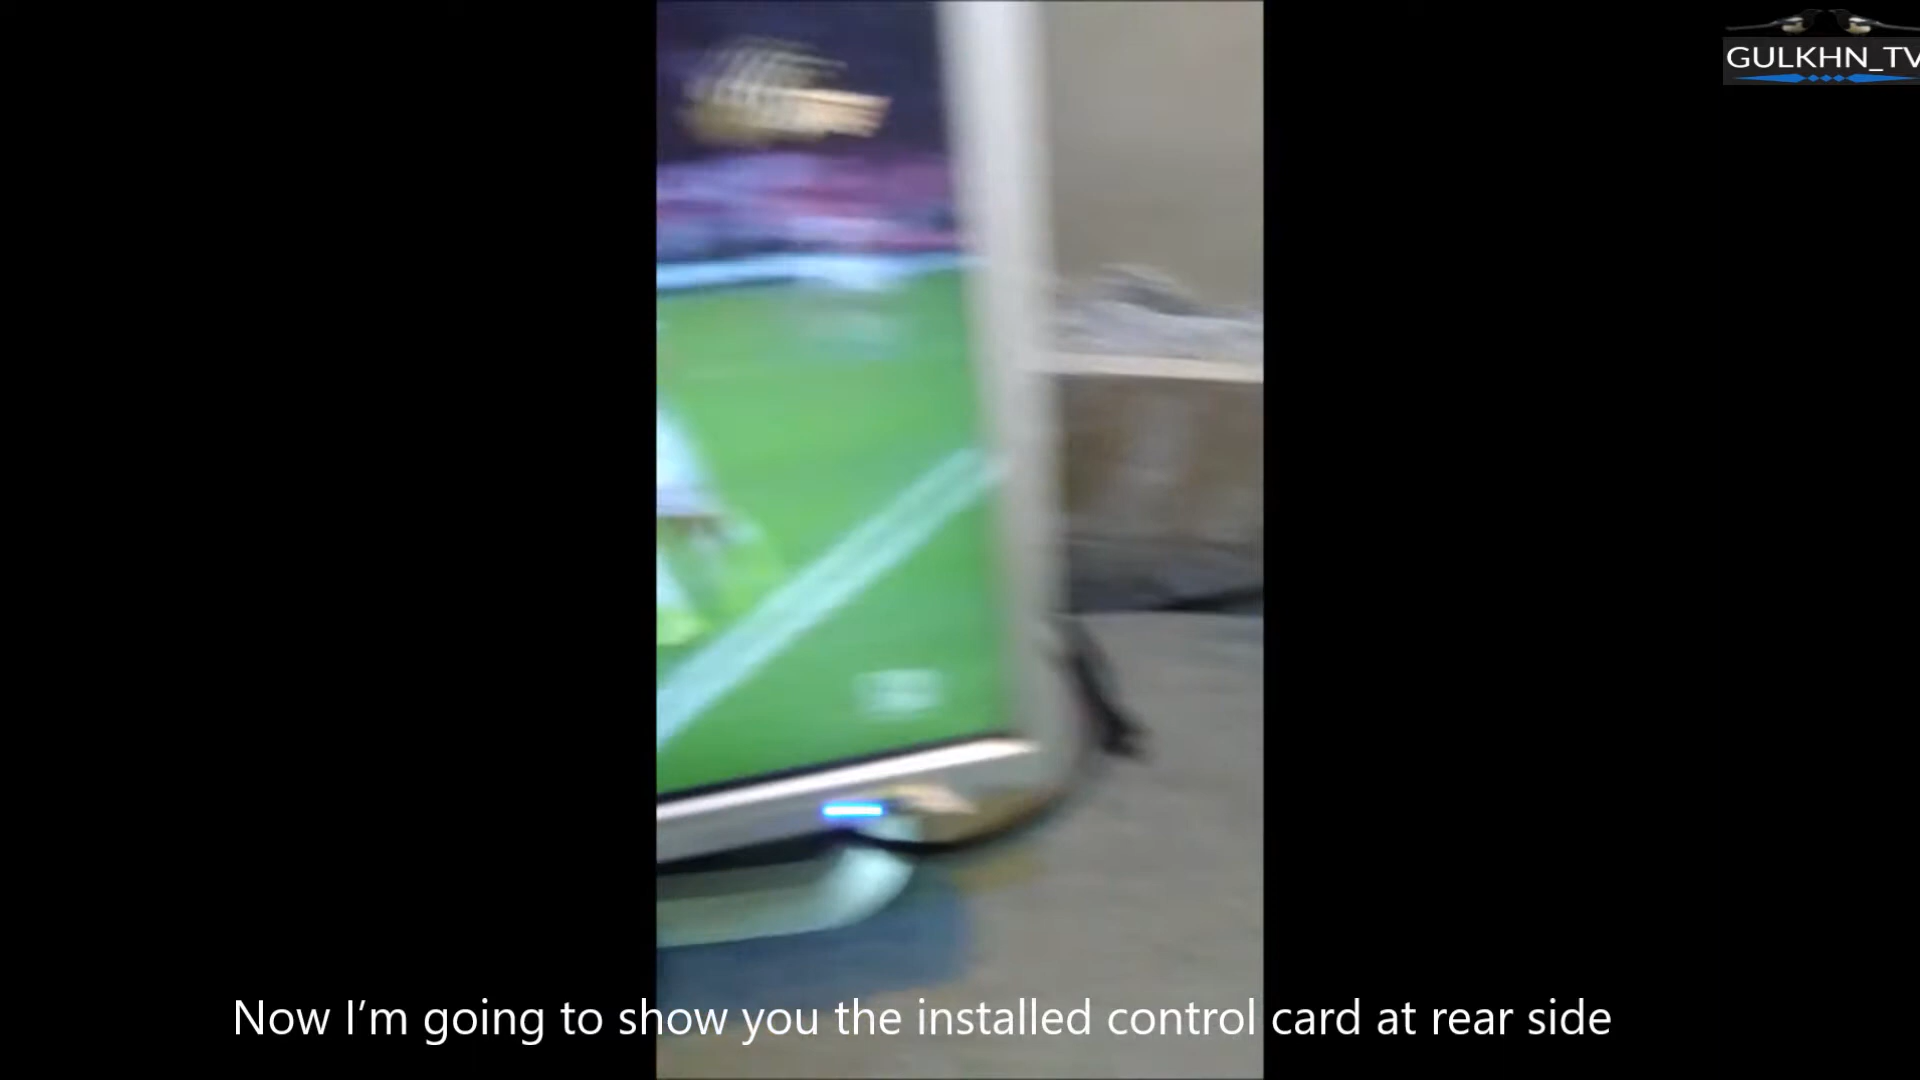 GULKHN_TV
Now I’m going to show you the installed control card at rear side